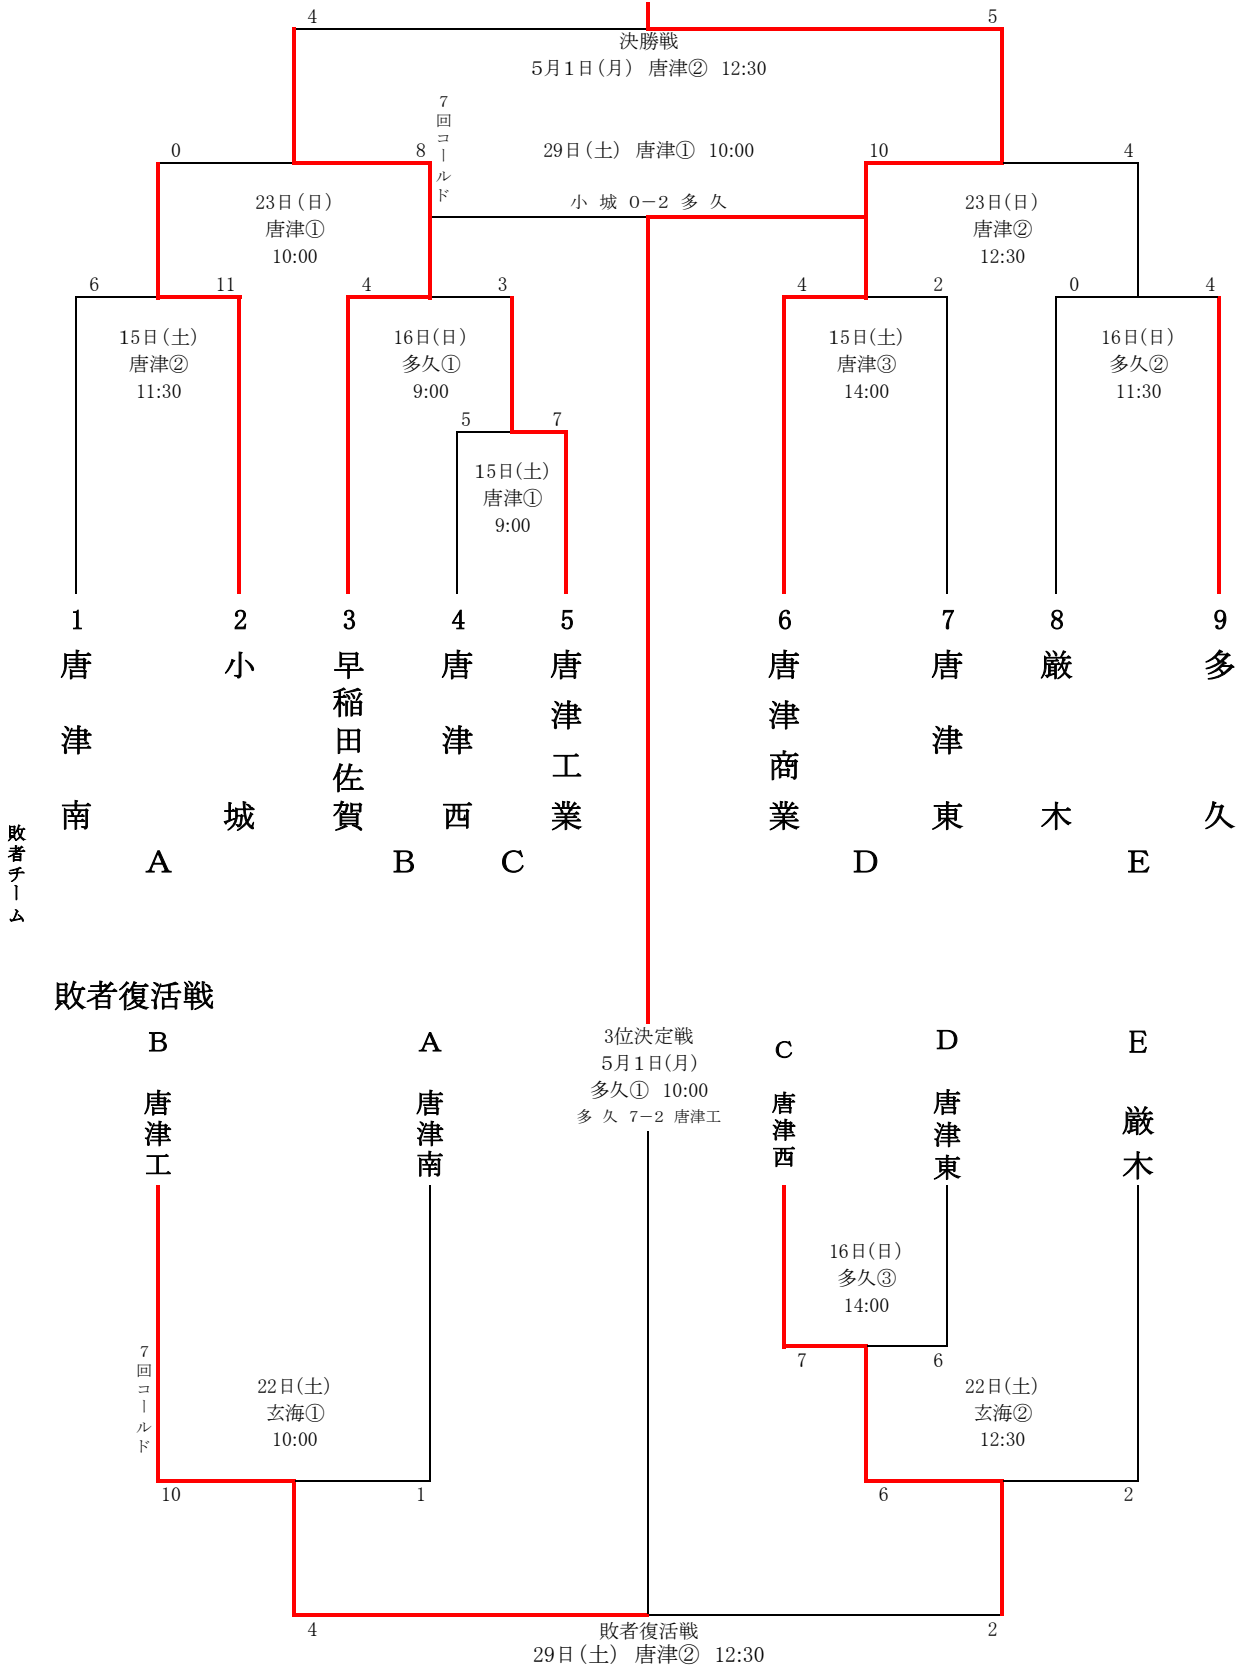 4
5
決勝戦
5月1日(月) 唐津② 12:30
7回コールド
0
8
29日(土) 唐津① 10:00
10
4
小 城 0−2 多 久
23日(日)
唐津①
10:00
23日(日)
唐津②
12:30
6
11
4
3
4
2
0
4
15日(土)
唐津②
11:30
16日(日)
多久①
9:00
15日(土)
唐津③
14:00
16日(日)
多久②
11:30
5
7
15日(土)
唐津①
9:00
1
2
3
4
5
6
7
8
9
唐津南
小城
早稲田佐賀
唐津西
唐津工業
唐津商業
唐津東
厳木
多久
敗者チーム
A
B
C
D
E
敗者復活戦
B
A
3位決定戦
5月1日(月)
多久① 10:00
多 久 7−2 唐津工
C
D
E
唐津工
唐津南
唐津西
唐津東
厳木
16日(日)
多久③
14:00
7
6
7回コールド
22日(土)
玄海①
10:00
22日(土)
玄海②
12:30
10
1
6
2
4
敗者復活戦
2
29日(土) 唐津② 12:30